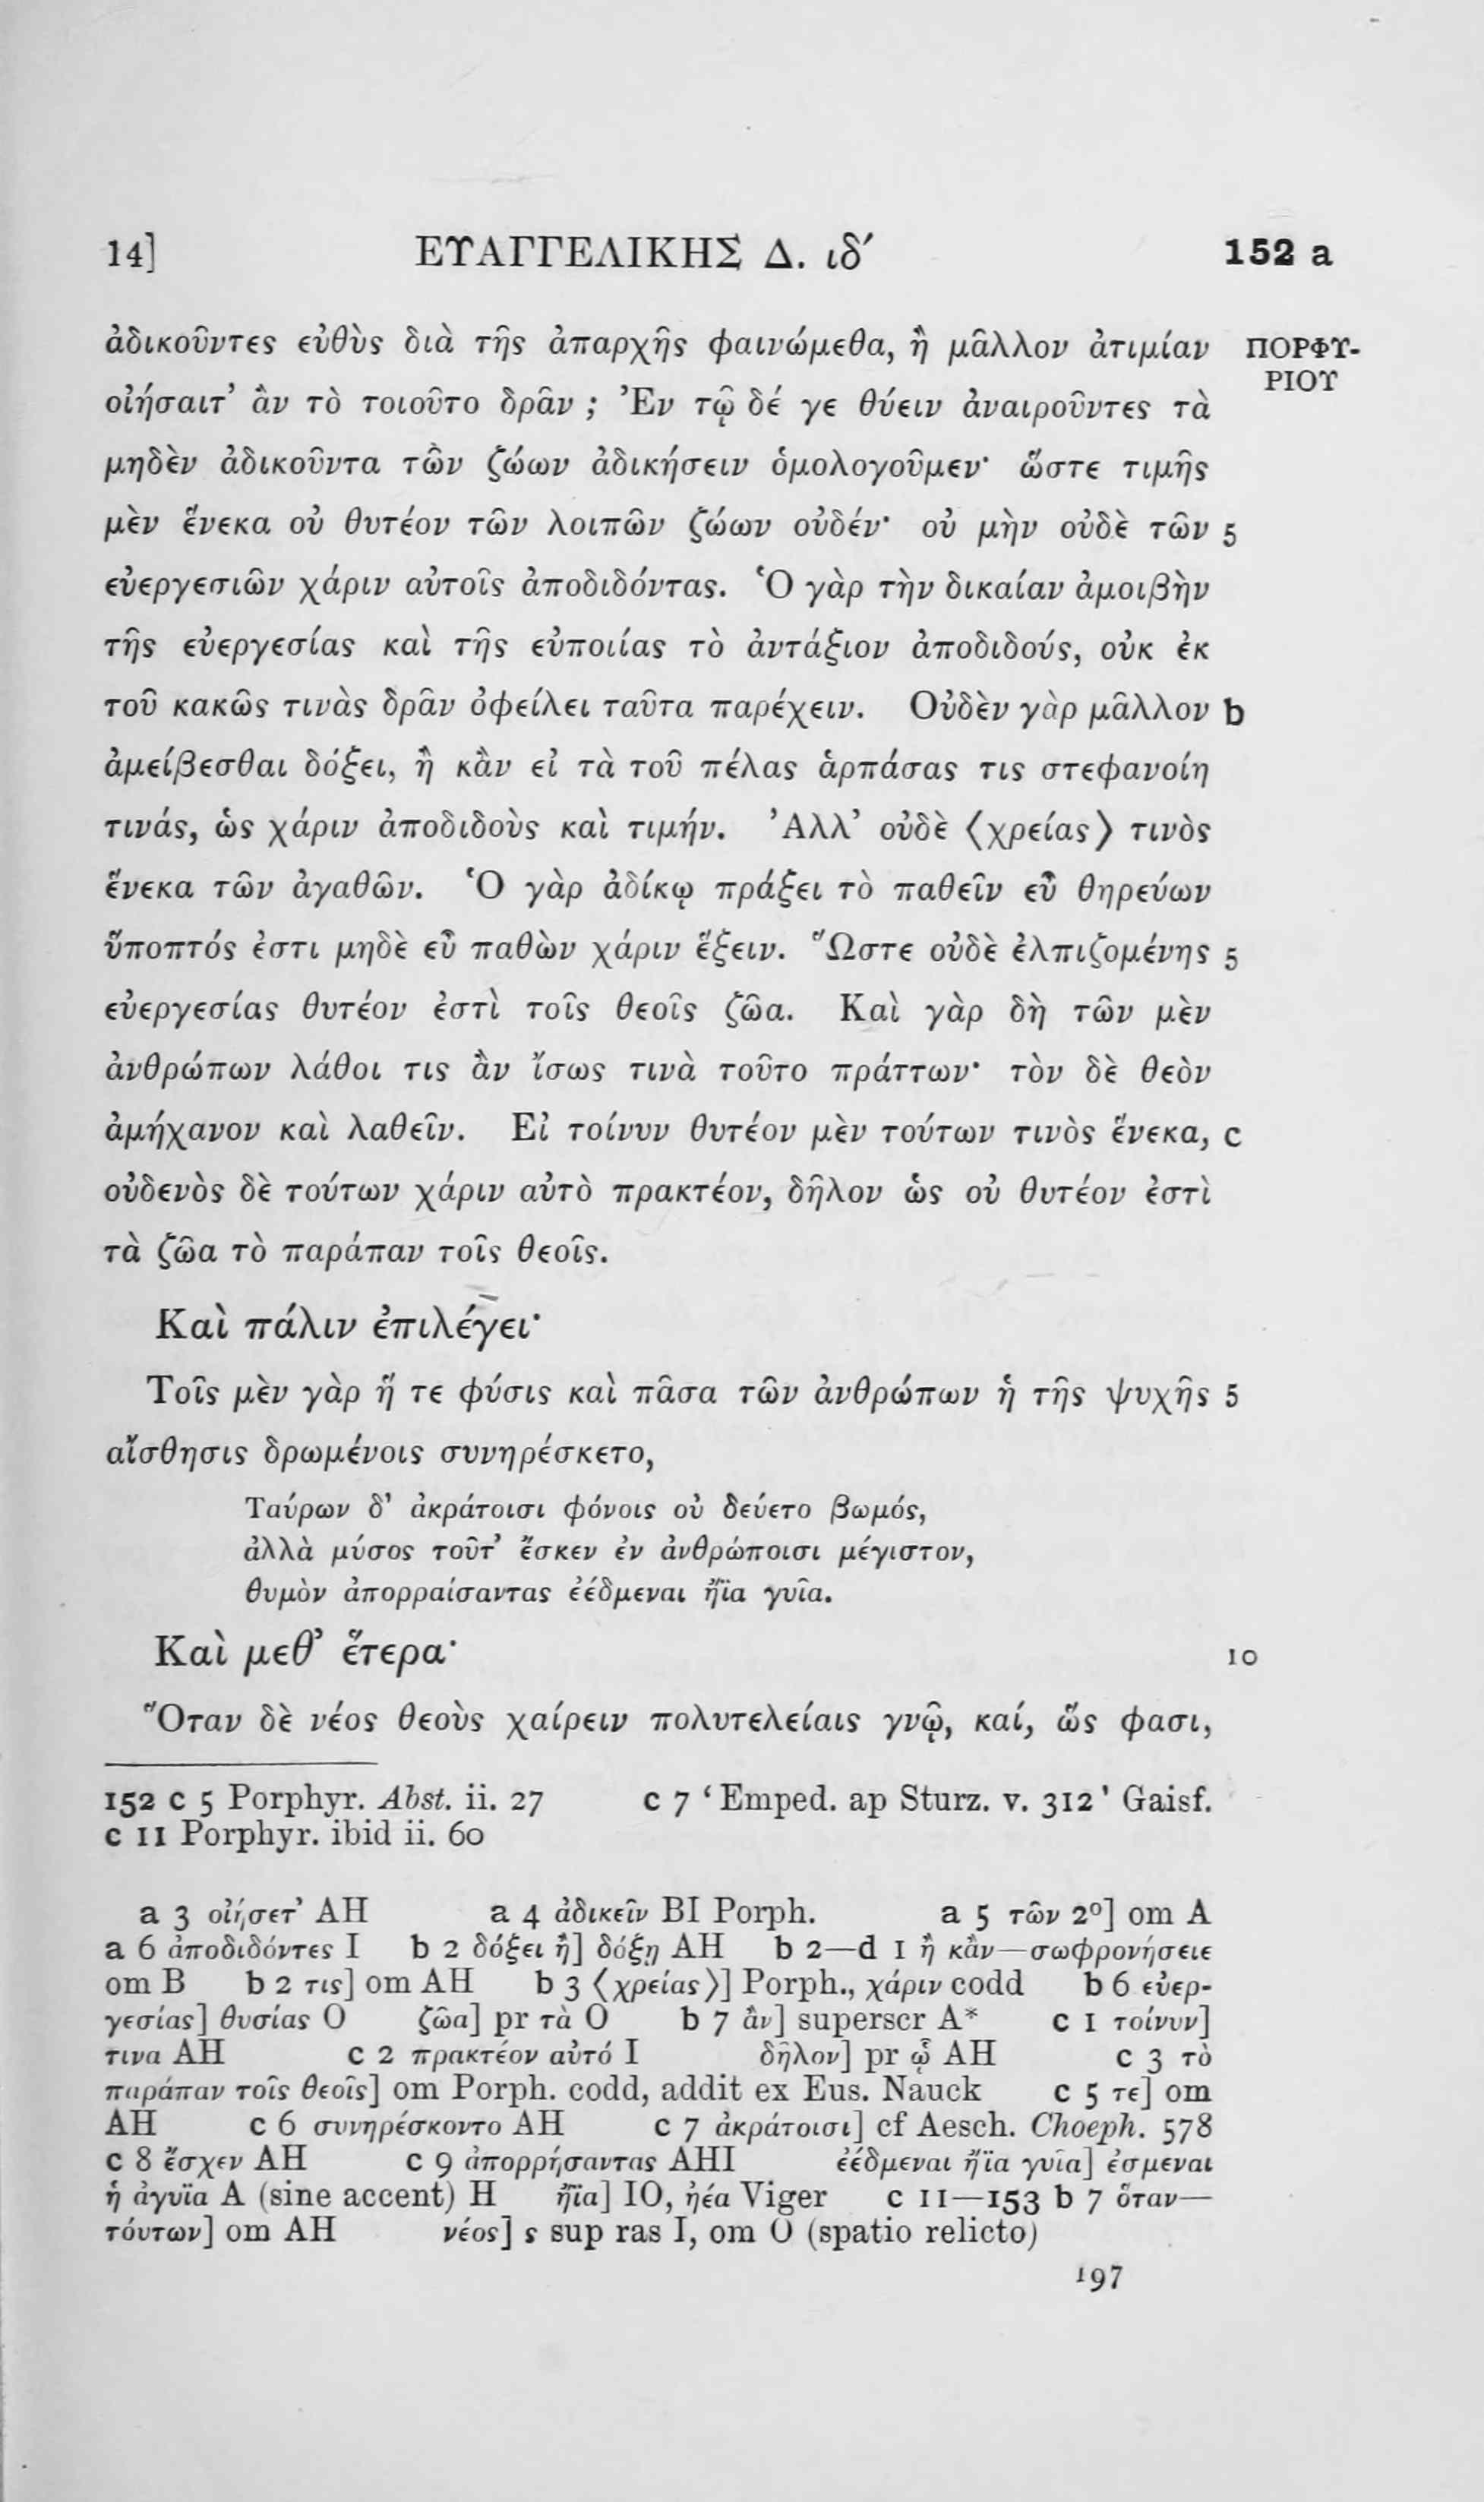 14] ΕΥΑΓΓΕΛΙΚΗΣ Δ. ιδ′ 152 a
ἀδικοῦντες εὐθὺς διὰ τῆς ἀπαρχῆς φαινώμεθα, ἢ μᾶλλον ἀτιμίαν ΠΟΡΦΥ-
ΡΙΟΥ
οἰήσαιτ’ ἂν τὸ τοιοῦτο δρᾶν ; Ἐν τῷ δέ γε θύειν ἀναιροῦντες τὰ
μηδὲν ἀδικοῦντα τῶν ζώων ἀδικήσειν ὁμολογοῦμεν· ὥστε τιμῆς
μὲν ἕνεκα οὐ θυτέον τῶν λοιπῶν ζώων οὐδέν· οὐ μὴν οὐδὲ τῶν 5
εὐεργεσιῶν χάριν αὐτοῖς ἀποδιδόντας. Ὁ γὰρ τὴν δικαίαν ἀμοιβὴν
τῆς εὐεργεσίας καὶ τῆς εὐποιίας τὸ ἀντάξιον ἀποδιδούς, οὐκ ἐκ
τοῦ κακῶς τινὰς δρᾶν ὀφείλει ταῦτα παρέχειν. Οὐδὲν γὰρ μᾶλλον b
ἀμείβεσθαι δόξει, ἢ κἂν εἰ τὰ τοῦ πέλας ἁρπάσας τις στεφανοίη
τινάς, ὡς χάριν ἀποδιδοὺς καὶ τιμήν. Ἀλλ’ οὐδὲ ⟨χρείας⟩ τινὸς
ἕνεκα τῶν ἀγαθῶν. Ὁ γὰρ ἀδίκῳ πράξει τὸ παθεῖν εὖ θηρεύων
ὕποπτός ἐστι μηδὲ εὖ παθὼν χάριν ἕξειν. Ὥστε οὐδὲ ἐλπιζομένης 5
εὐεργεσίας θυτέον ἐστὶ τοῖς θεοῖς ζῶα. Καὶ γὰρ δὴ τῶν μὲν
ἀνθρώπων λάθοι τις ἂν ἴσως τινὰ τοῦτο πράττων· τὸν δὲ θεὸν
ἀμήχανον καὶ λαθεῖν. Εἰ τοίνυν θυτέον μὲν τούτων τινὸς ἕνεκα, c
οὐδενὸς δὲ τούτων χάριν αὐτὸ πρακτέον, δῆλον ὡς οὐ θυτέον ἐστὶ
τὰ ζῶα τὸ παράπαν τοῖς θεοῖς.
Καὶ πάλιν ἐπιλέγει·
Τοῖς μὲν γὰρ ἥ τε φύσις καὶ πᾶσα τῶν ἀνθρώπων ἡ τῆς ψυχῆς 5
αἴσθησις δρωμένοις συνηρέσκετο,
Ταύρων δ’ ἀκράτοισι φόνοις οὐ δεύετο βωμός,
ἀλλὰ μύσος τοῦτ’ ἔσκεν ἐν ἀνθρώποισι μέγιστον,
θυμὸν ἀπορραίσαντας ἐέδμεναι ἤϊα γυῖα.
Καὶ μεθ’ ἕτερα· 10
Ὅταν δὲ νέος θεοὺς χαίρειν πολυτελείαις γνῷ, καί, ὥς φασι,
152 c 5 Porphyr. Abst. ii. 27 c 7 ‘Emped. ap Sturz. v. 312’ Gaisf.
c 11 Porphyr. ibid ii. 60
a 3 οἰήσετ’ AH a 4 ἀδικεῖν BI Porph. a 5 τῶν 2º] om A
a 6 ἀποδιδόντες I b 2 δόξει ἢ] δόξῃ AH b 2—d 1 ἢ κἂν—σωφρονήσειε
om B b 2 τις] om AH b 3 ⟨χρείας⟩] Porph., χάριν codd b 6 εὐερ-
γεσίας] θυσίας O ζῶα] pr τὰ O b 7 ἂν] superscr A* c 1 τοίνυν]
τινα AH c 2 πρακτέον αὐτό I δῆλον] pr ᾧ AH c 3 τὸ
παράπαν τοῖς θεοῖς] om Porph. codd, addit ex Eus. Nauck c 5 τε] om
AH c 6 συνηρέσκοντο AH c 7 ἀκράτοισι] cf Aesch. Choeph. 578
c 8 ἔσχεν AH c 9 ἀπορρήσαντας AHI ἐέδμεναι ἤϊα γυῖα] ἐσμεναι
ἡ ἀγυϊα A (sine accent) H ἤϊα] IO, ἠέα Viger c 11—153 b 7 ὅταν—
τούτων] om AH νέος] ς sup ras I, om O (spatio relicto)
197